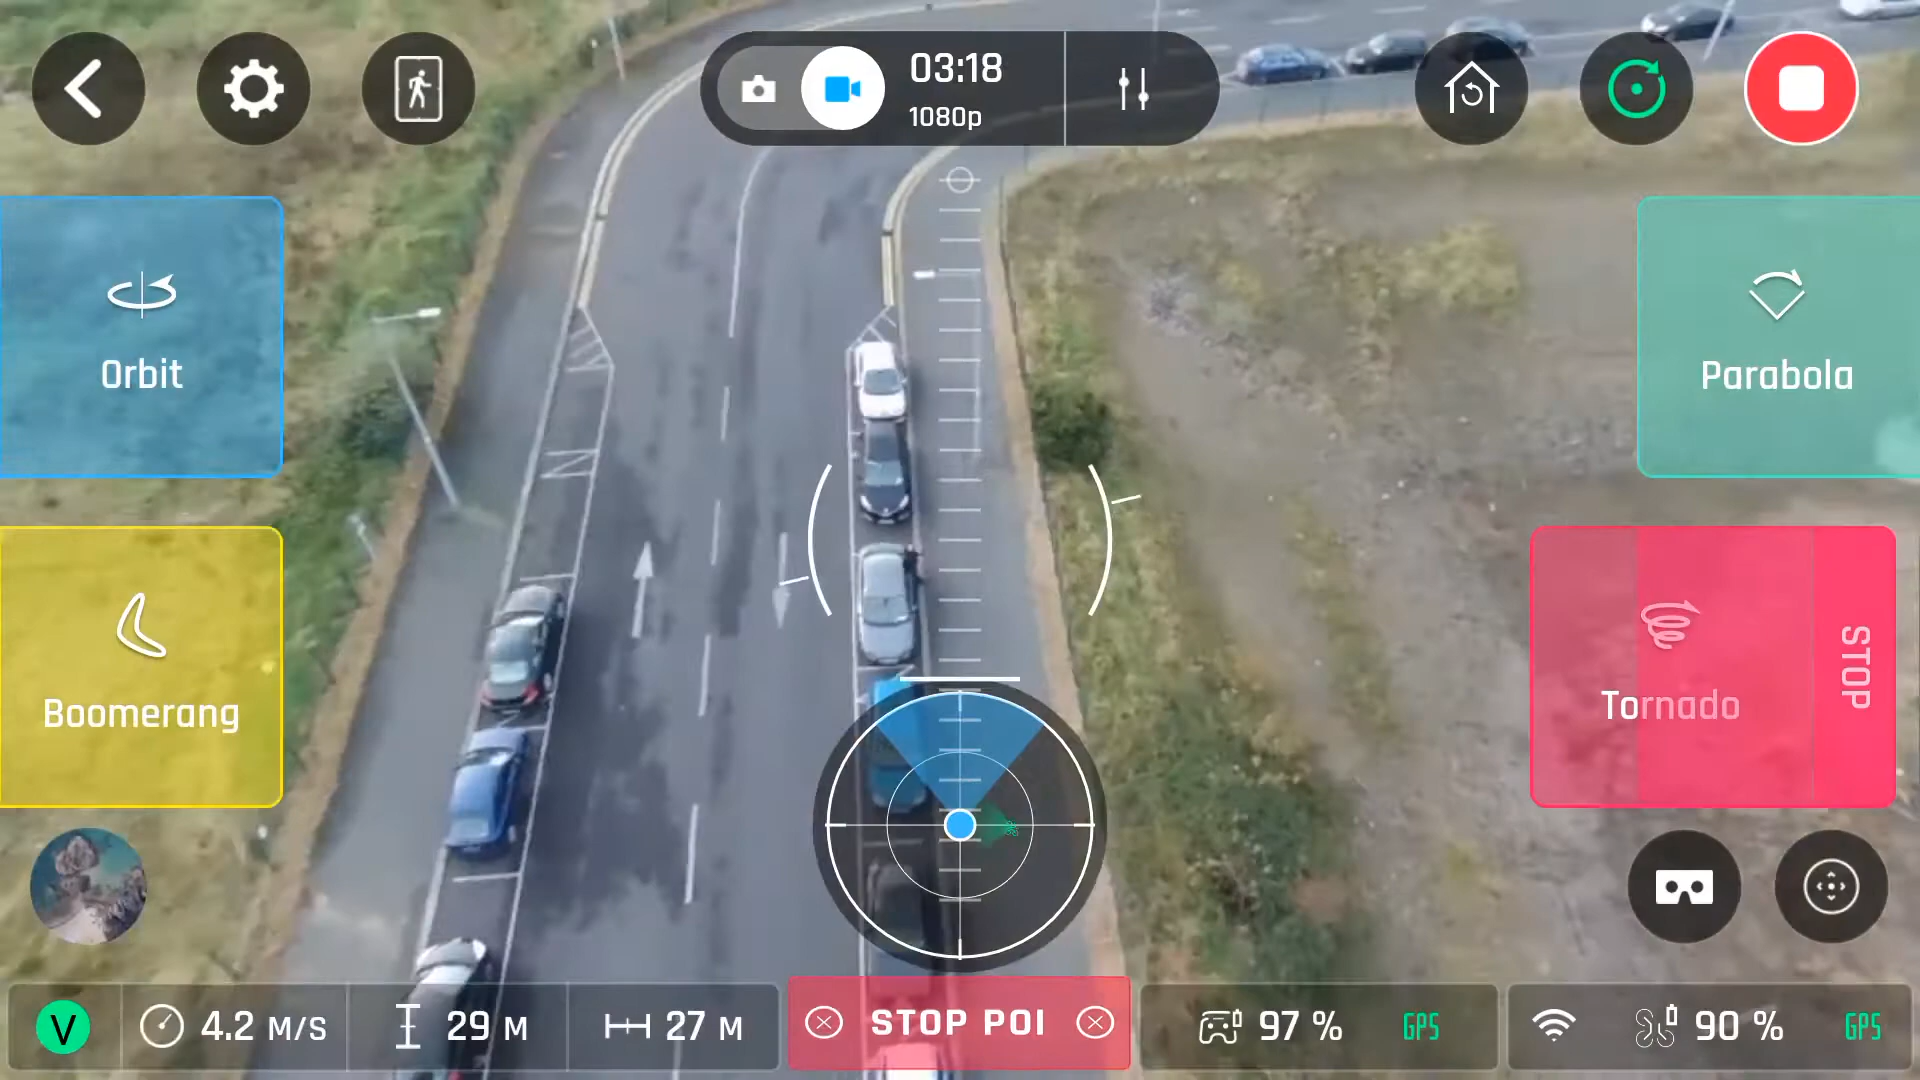 03:18
1080p
Orbit
Parabola
Boomerang
Tornado
STOP
V
4.2 M/S
29 M
27 M
STOP POI
97 %
GPS
90 %
GPS